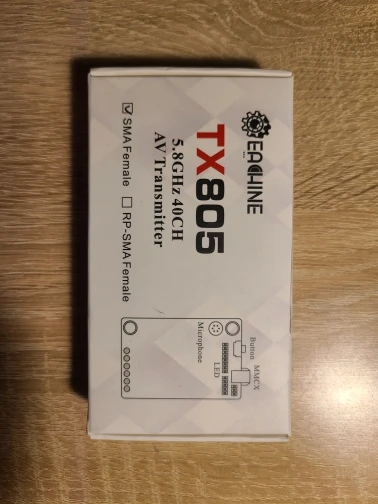 EACHINE
TX805
5.8GHz 40CH
AV Transmitter
SMA Female
RP-SMA Female
Button
MMCX
LED
Microphone